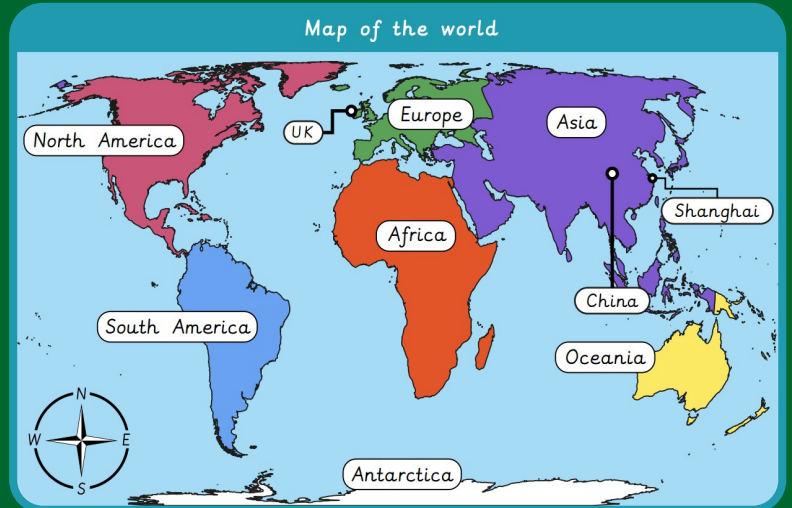 Map of the world
North America
UK
Europe
Asia
Shanghai
Africa
China
South America
Oceania
N
W E
S
Antarctica